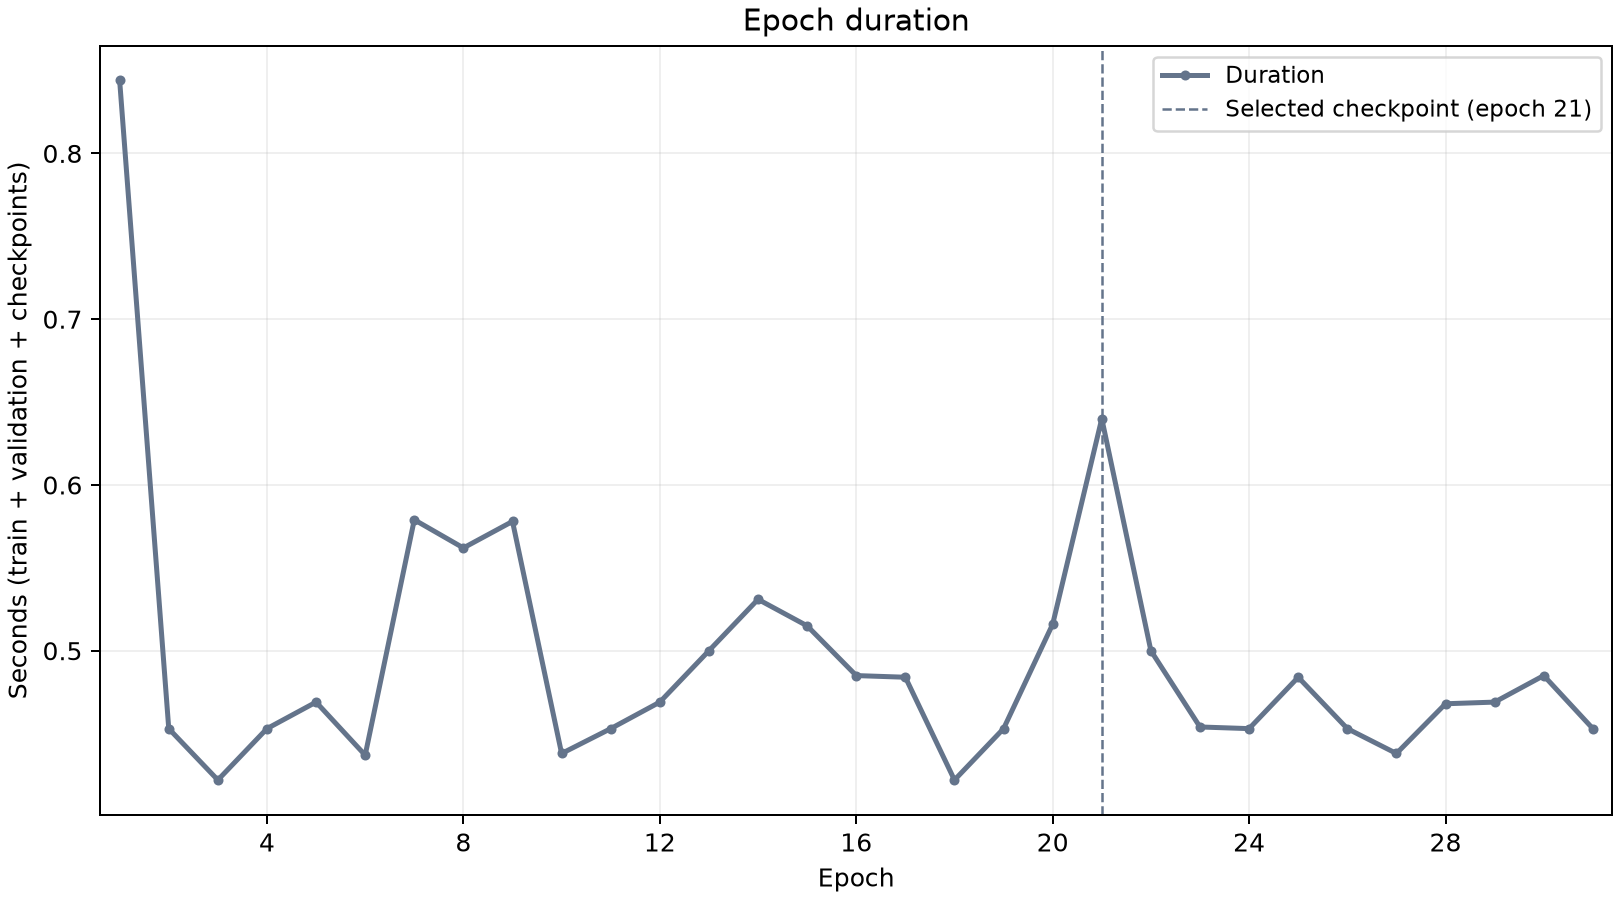 Epoch duration
Duration
Selected checkpoint (epoch 21)
Seconds (train + validation + checkpoints)
0.8
0.7
0.6
0.5
4 8 12 16 20 24 28
Epoch